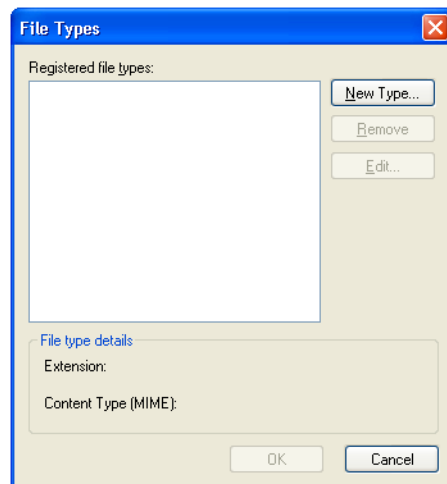 File Types
Registered file types:
New Type...
Remove
Edit...
File type details
Extension:
Content Type (MIME):
OK
Cancel